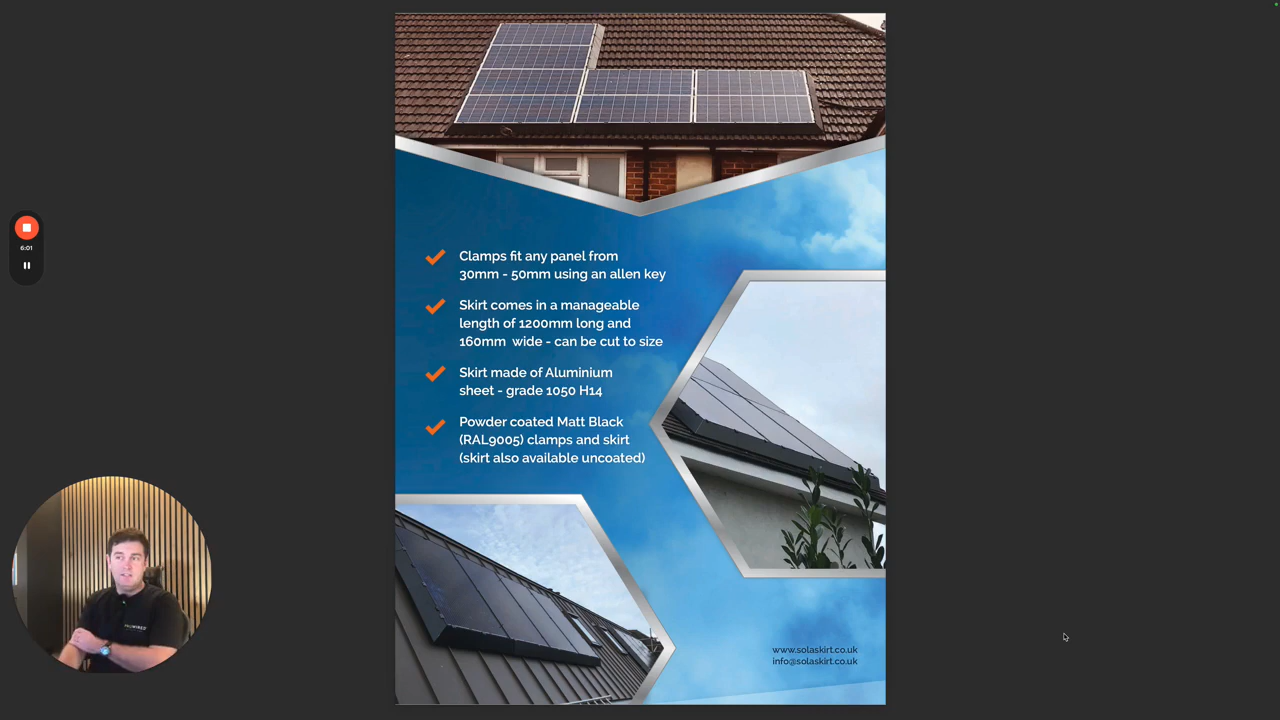 Clamps fit any panel from
30mm - 50mm using an allen key
Skirt comes in a manageable
length of 1200mm long and
160mm wide - can be cut to size
Skirt made of Aluminium
sheet - grade 1050 H14
Powder coated Matt Black
(RAL9005) clamps and skirt
(skirt also available uncoated)
www.solaskirt.co.uk
info@solaskirt.co.uk
6:01